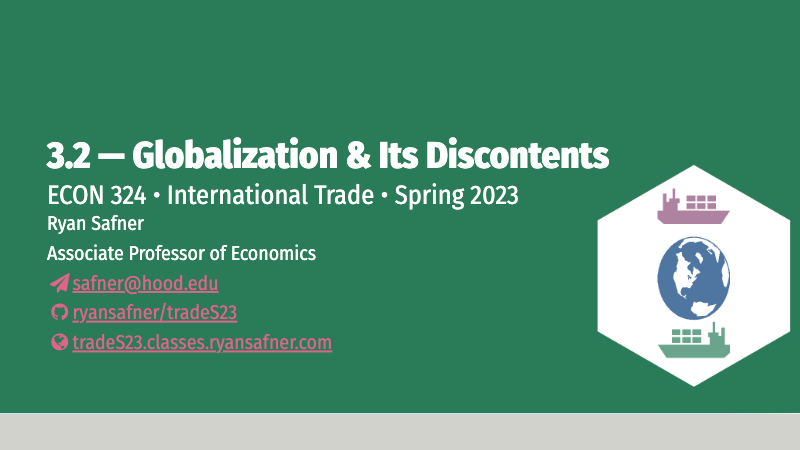 3.2 — Globalization & Its Discontents
ECON 324 • International Trade • Spring 2023
Ryan Safner
Associate Professor of Economics
safner@hood.edu
ryansafner/tradeS23
tradeS23.classes.ryansafner.com